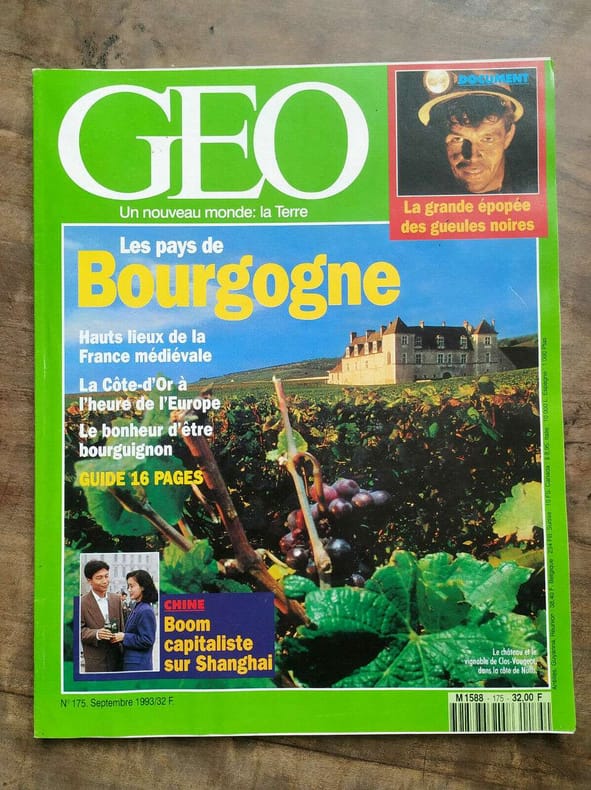 GEO
Un nouveau monde: la Terre
DOCUMENT
La grande épopée
des gueules noires
Les pays de
Bourgogne
Hauts lieux de la
France médiévale
La Côte-d'Or à
l'heure de l'Europe
Le bonheur d'être
bourguignon
GUIDE 16 PAGES
CHINE
Boom
capitaliste
sur Shanghai
Le château et le
vignoble de Clos-Vougeot,
dans la côte de Nuits.
N° 175. Septembre 1993/32 F.
M 1588 - 175 - 32,00 F